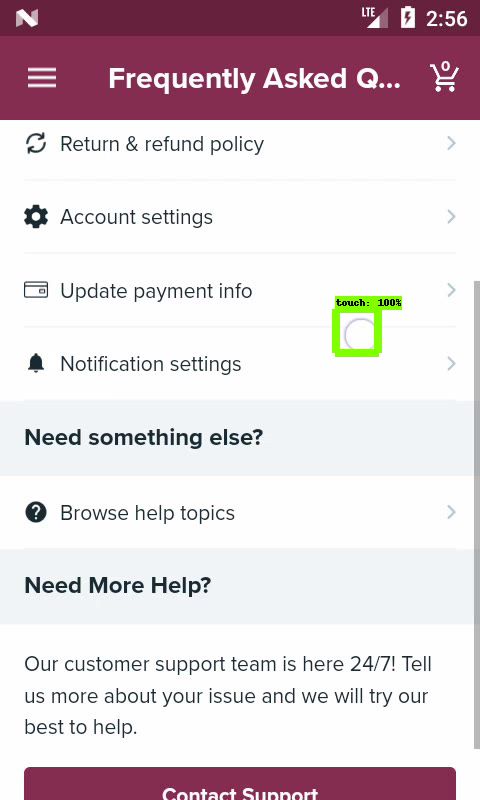 LTE
2:56
Frequently Asked Q...
0
Return & refund policy
Account settings
Update payment info
touch: 100%
Notification settings
Need something else?
Browse help topics
Need More Help?
Our customer support team is here 24/7! Tell
us more about your issue and we will try our
best to help.
Contact Support